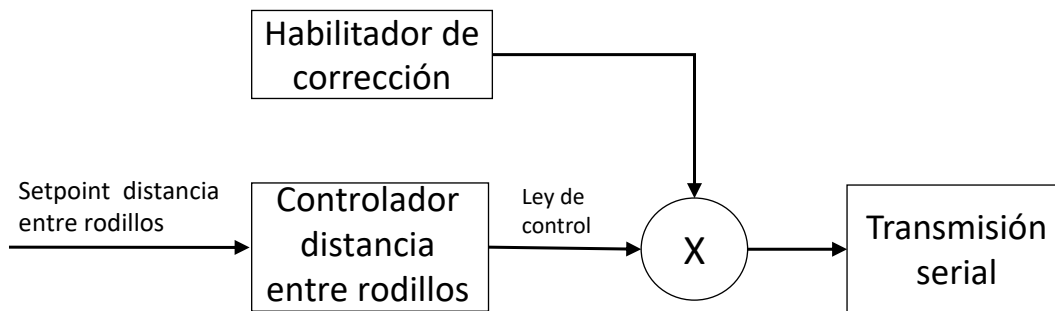 Habilitador de
corrección
Setpoint distancia
entre rodillos
Controlador
distancia
entre rodillos
Ley de
control
X
Transmisión
serial